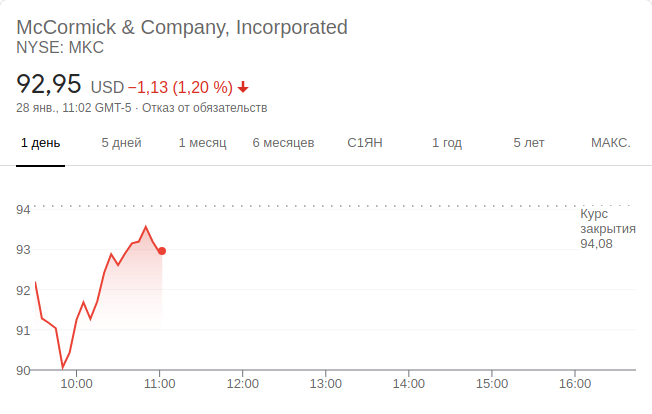 McCormick & Company, Incorporated
NYSE: MKC
92,95 USD −1,13 (1,20 %)
28 янв., 11:02 GMT-5 · Отказ от обязательств
1 день 5 дней 1 месяц 6 месяцев С1ЯН 1 год 5 лет МАКС.
94
Курс
закрытия
94,08
93
92
91
90
10:00 11:00 12:00 13:00 14:00 15:00 16:00